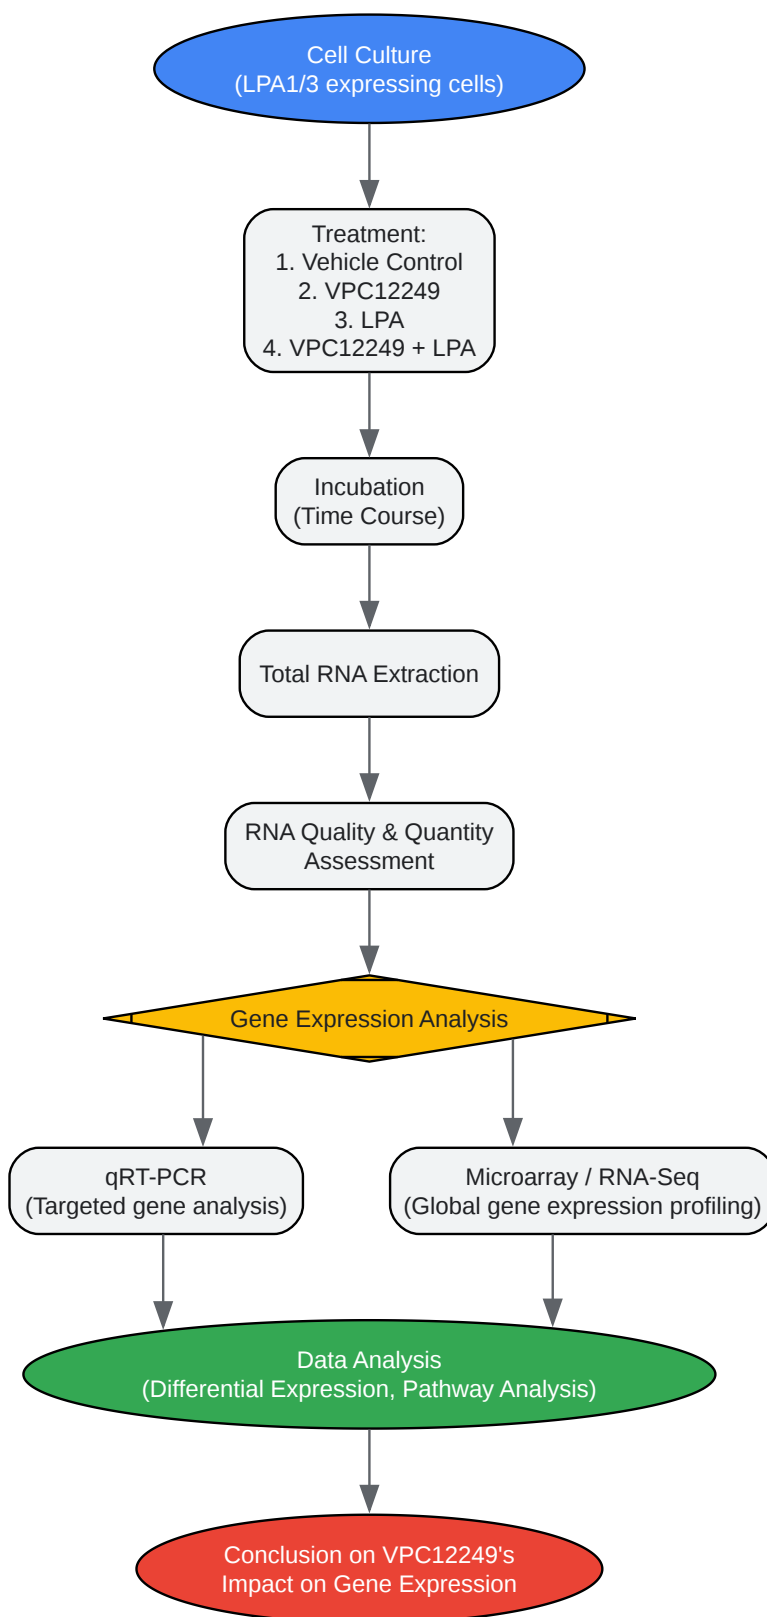 Cell Culture
(LPA1/3 expressing cells)
Treatment:
1. Vehicle Control
2. VPC12249
3. LPA
4. VPC12249 + LPA
Incubation
(Time Course)
Total RNA Extraction
RNA Quality & Quantity
Assessment
Gene Expression Analysis
qRT-PCR
(Targeted gene analysis)
Microarray / RNA-Seq
(Global gene expression profiling)
Data Analysis
(Differential Expression, Pathway Analysis)
Conclusion on VPC12249's
Impact on Gene Expression